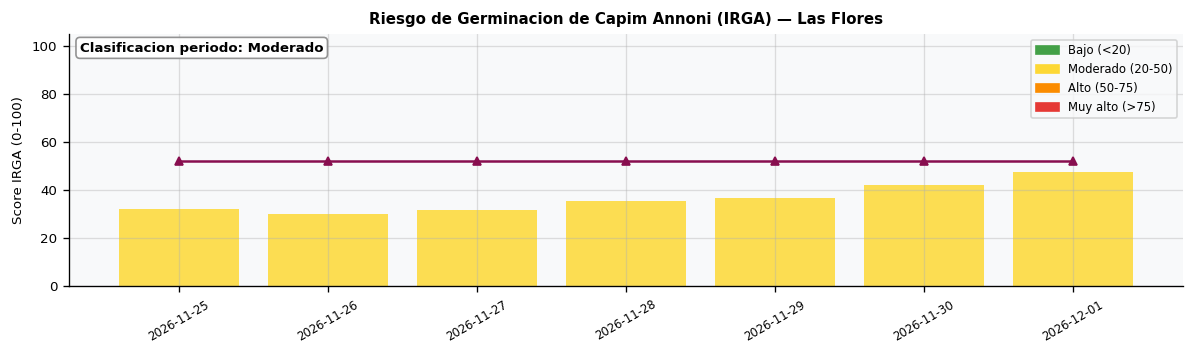 Riesgo de Germinacion de Capim Annoni (IRGA) — Las Flores
Clasificacion periodo: Moderado
Bajo (<20)
Moderado (20-50)
Alto (50-75)
Muy alto (>75)
Score IRGA (0-100)
100
80
60
40
20
0
2026-11-25
2026-11-26
2026-11-27
2026-11-28
2026-11-29
2026-11-30
2026-12-01